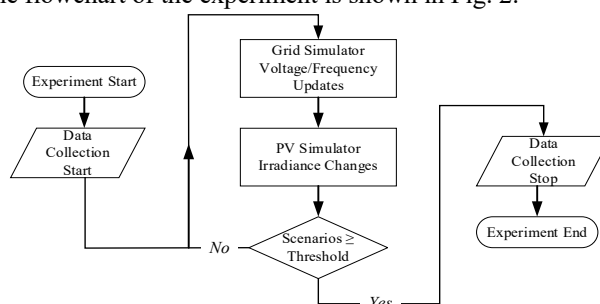 e flowchart of the experiment is shown in Fig. 2.
Experiment Start
Data
Collection
Start
Grid Simulator
Voltage/Frequency
Updates
PV Simulator
Irradiance Changes
Scenarios ≥
Threshold
No
Yes
Data
Collection
Stop
Experiment End